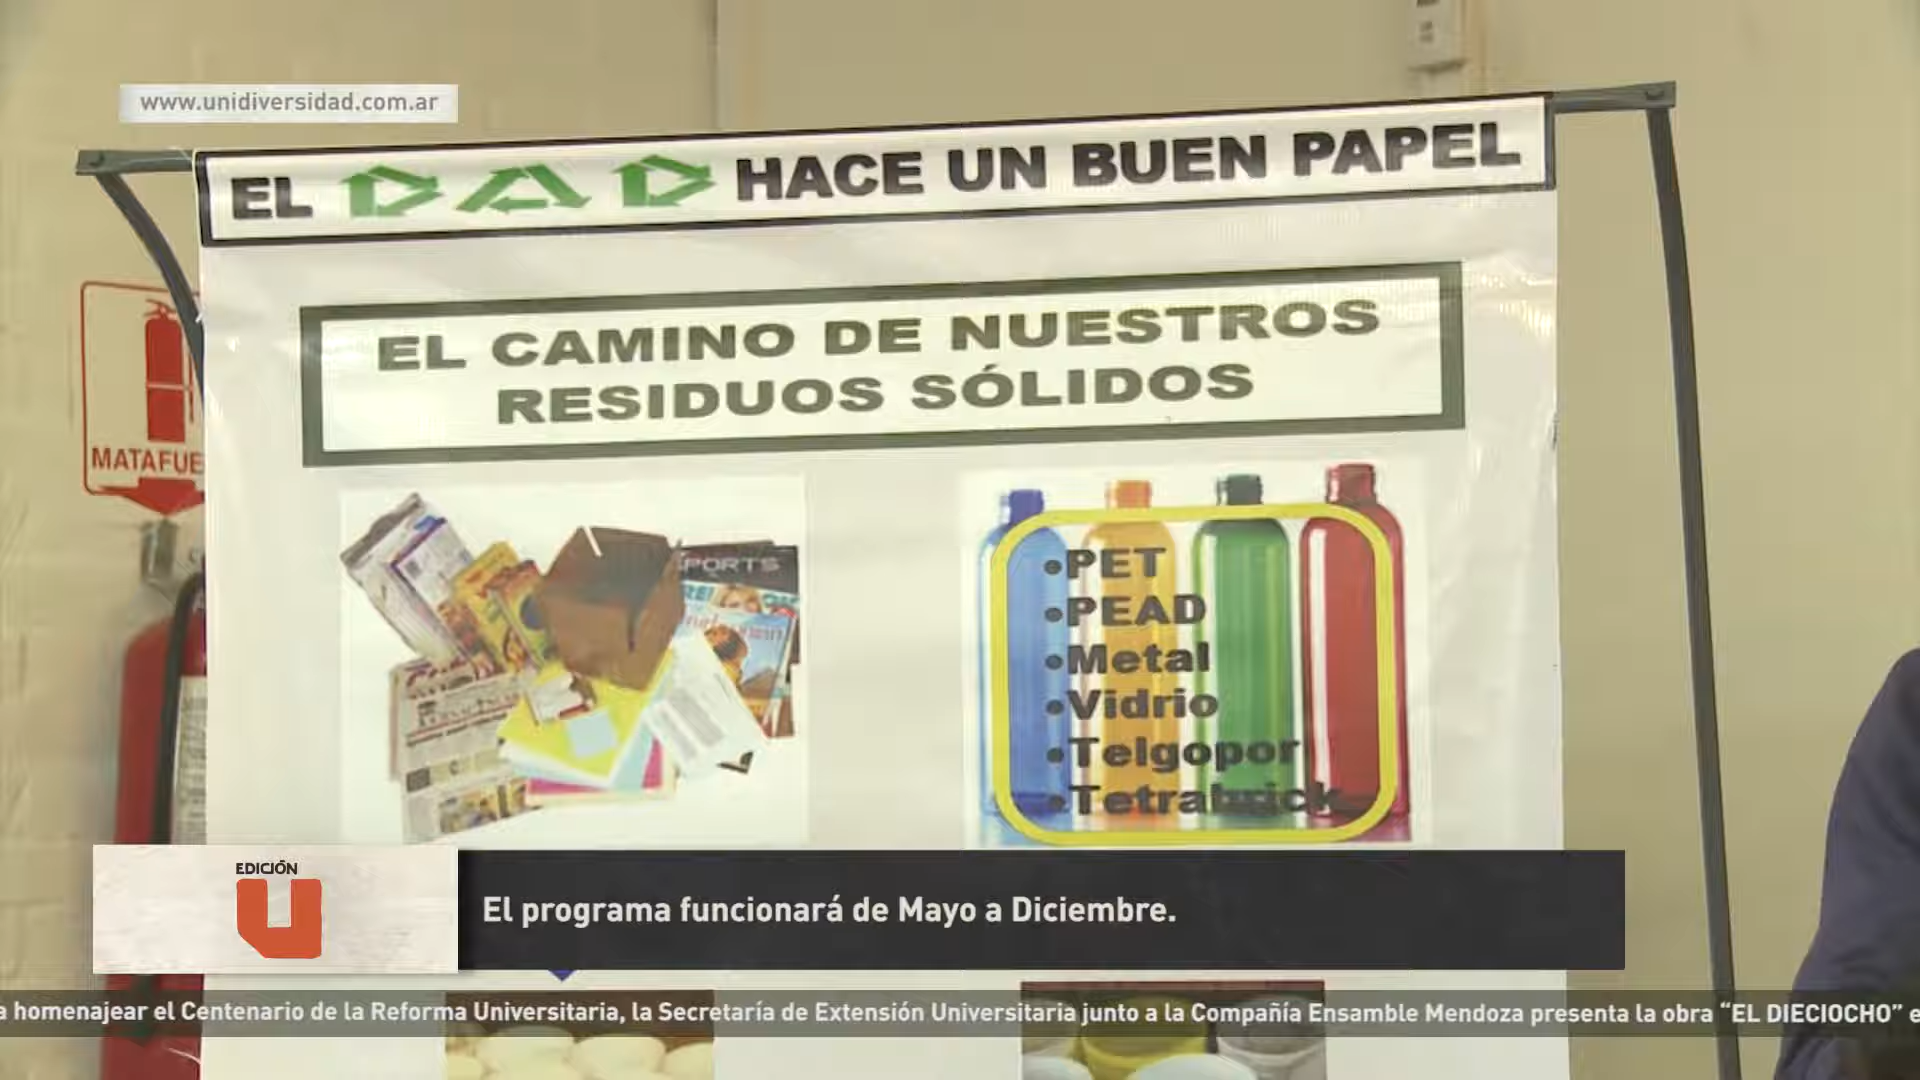 www.unidiversidad.com.ar
EL DAD HACE UN BUEN PAPEL
EL CAMINO DE NUESTROS
RESIDUOS SÓLIDOS
MATAFUE
SPORTS
•PET
•PEAD
•Metal
•Vidrio
•Telgopor
•Tetrabrick
EDICIÓN
U
El programa funcionará de Mayo a Diciembre.
a homenajear el Centenario de la Reforma Universitaria, la Secretaría de Extensión Universitaria junto a la Compañía Ensamble Mendoza presenta la obra “EL DIECIOCHO” e